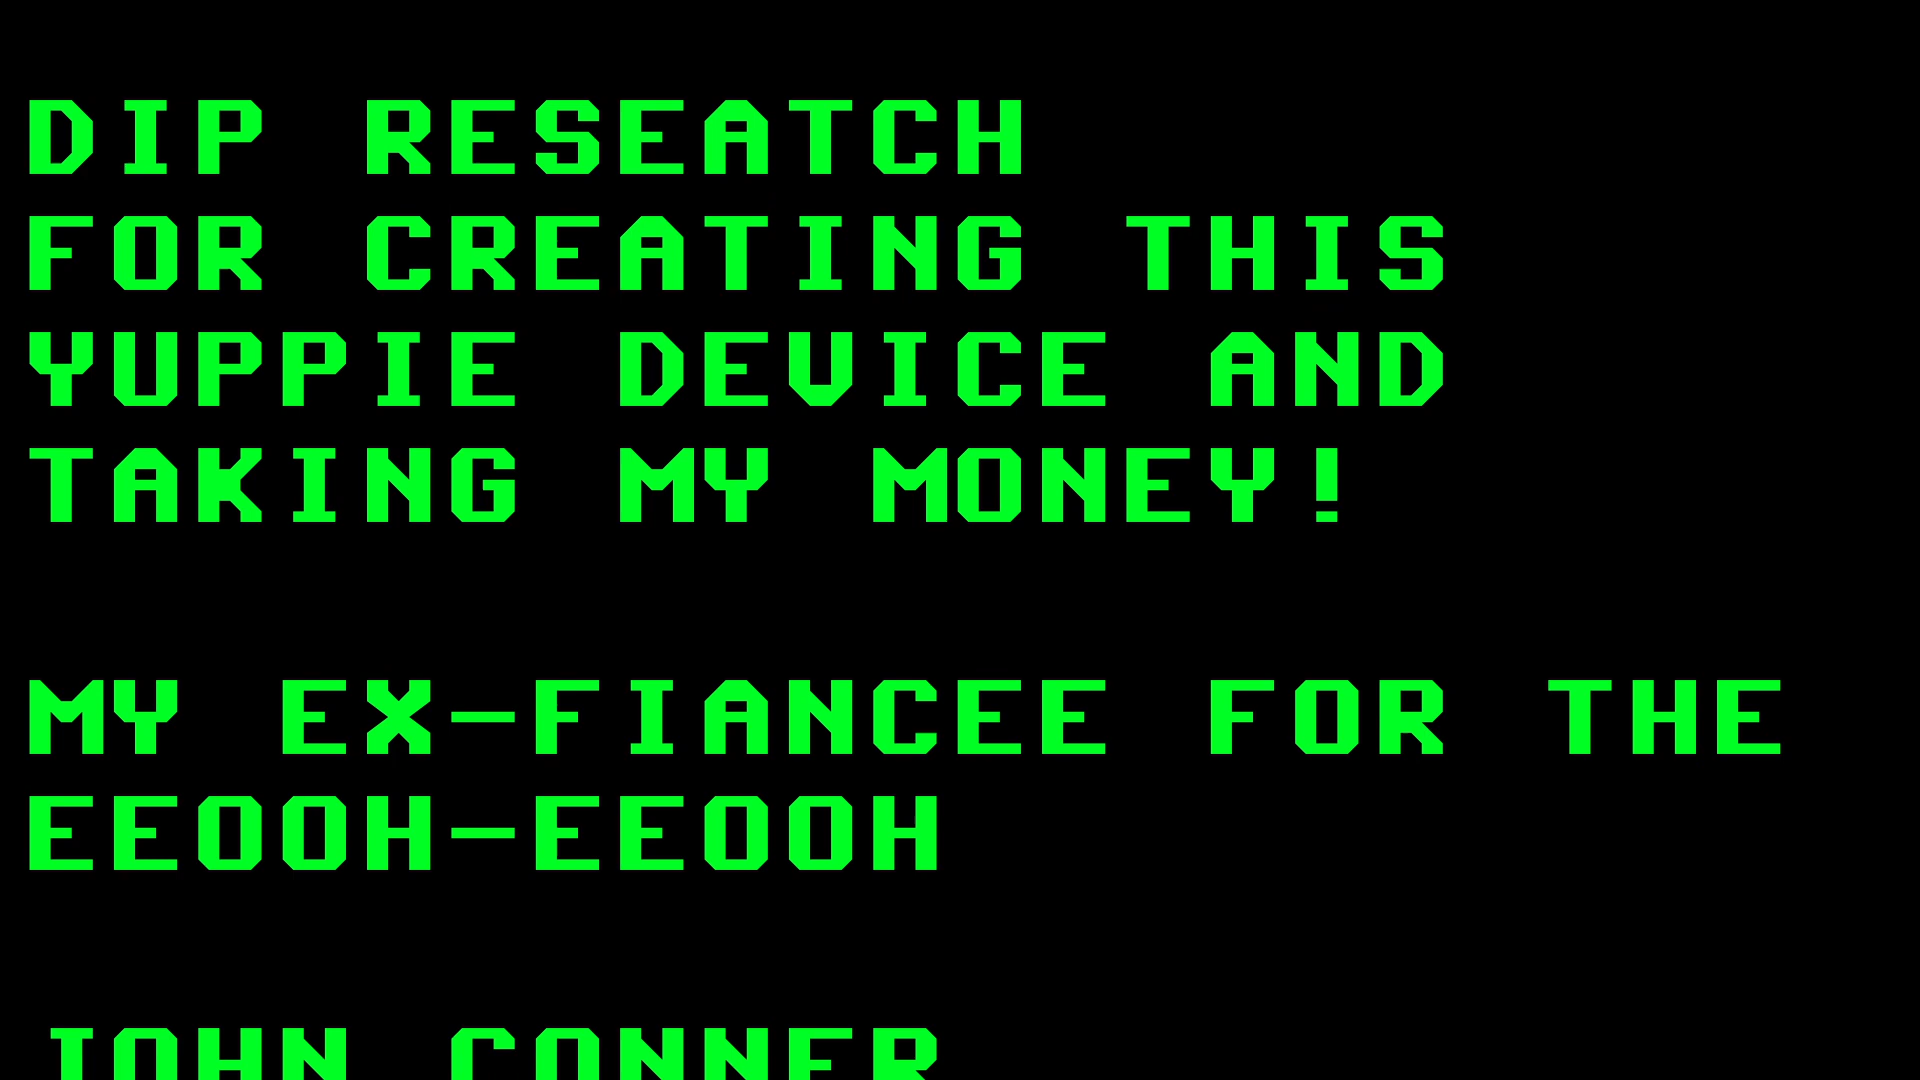 DIP RESEATCH
FOR CREATING THIS
YUPPIE DEVICE AND
TAKING MY MONEY!
MY EX-FIANCEE FOR THE
EEOOH-EEOOH
JOHN CONNER